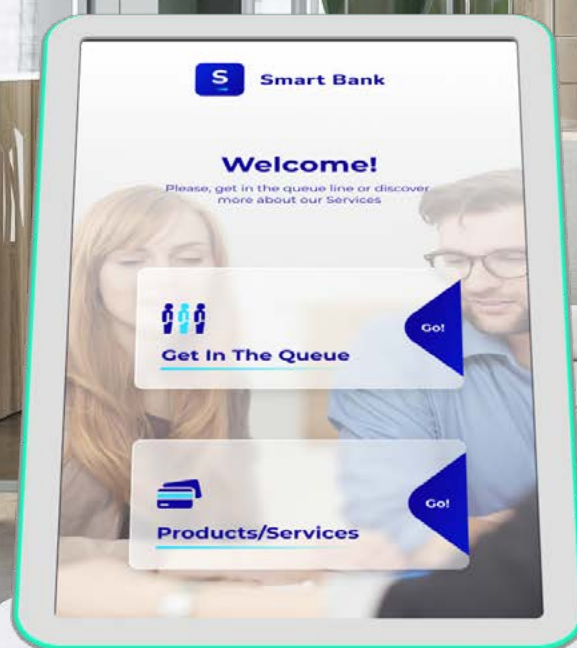 S Smart Bank
Welcome!
Please, get in the queue line or discover
more about our Services
Go!
Get In The Queue
Go!
Products/Services